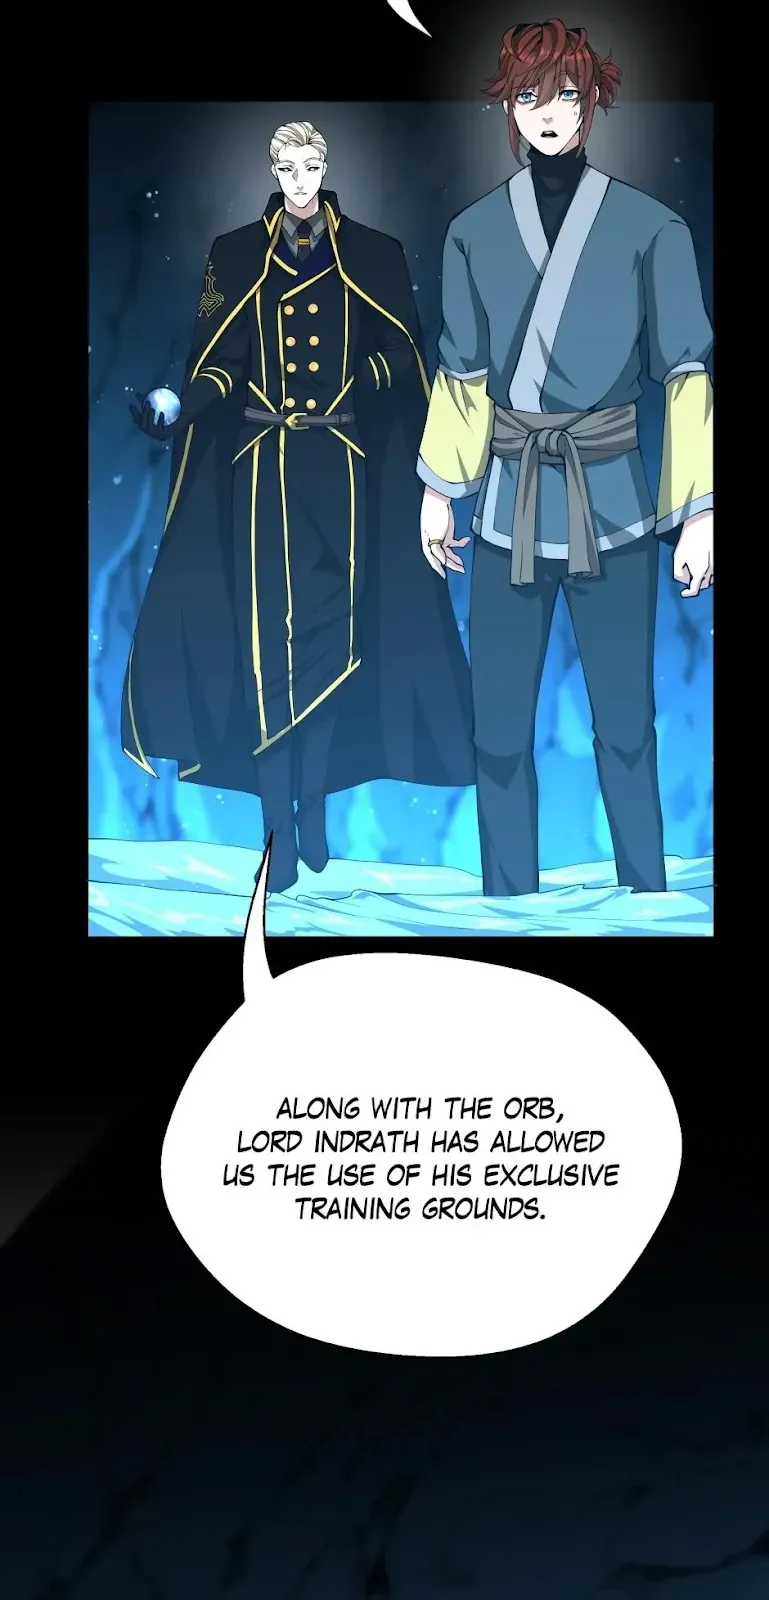 ALONG WITH THE ORB,
LORD INDRATH HAS ALLOWED
US THE USE OF HIS EXCLUSIVE
TRAINING GROUNDS.